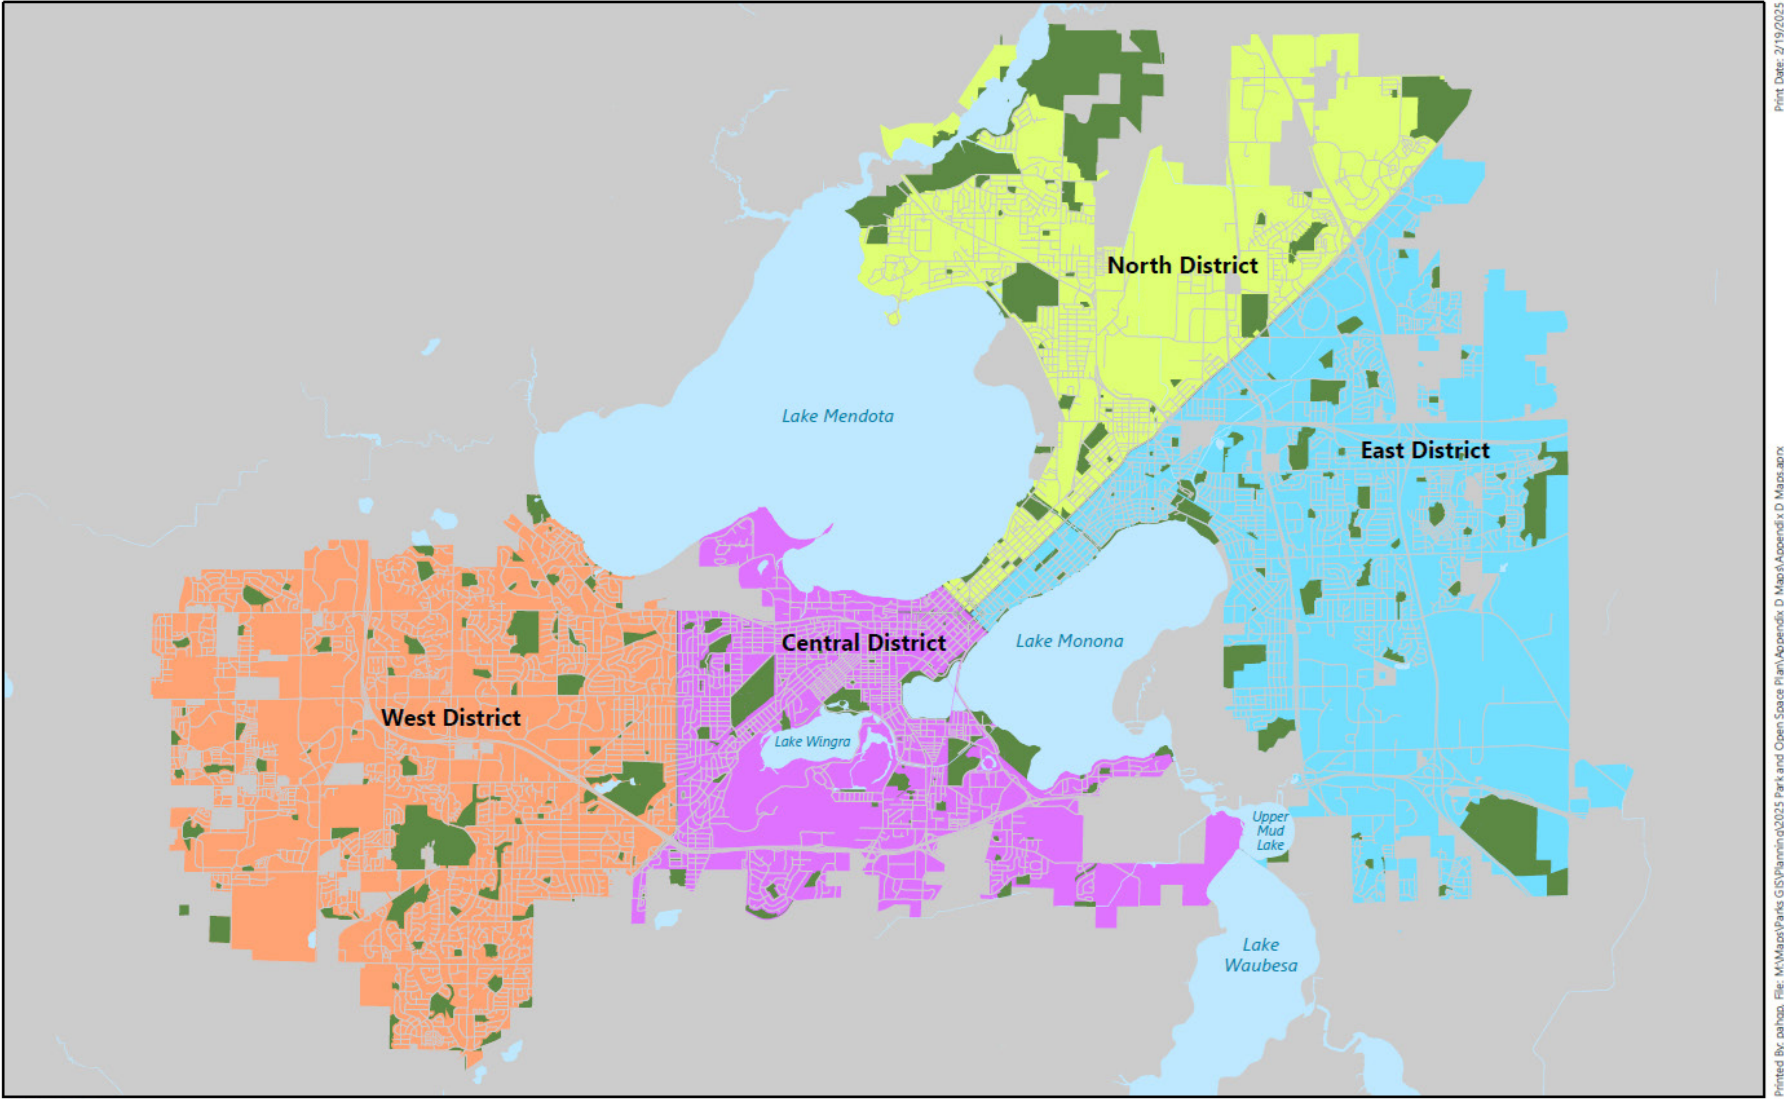 North District
Lake Mendota
East District
Central District
Lake Monona
West District
Lake Wingra
Upper
Mud
Lake
Lake
Waubesa
Print Date: 2/19/2025
Printed By: pahqp, File: M:\Maps\Parks GIS\Planning\2025 Park and Open Space Plan\Appendix D Maps\Appendix D Maps.aprx